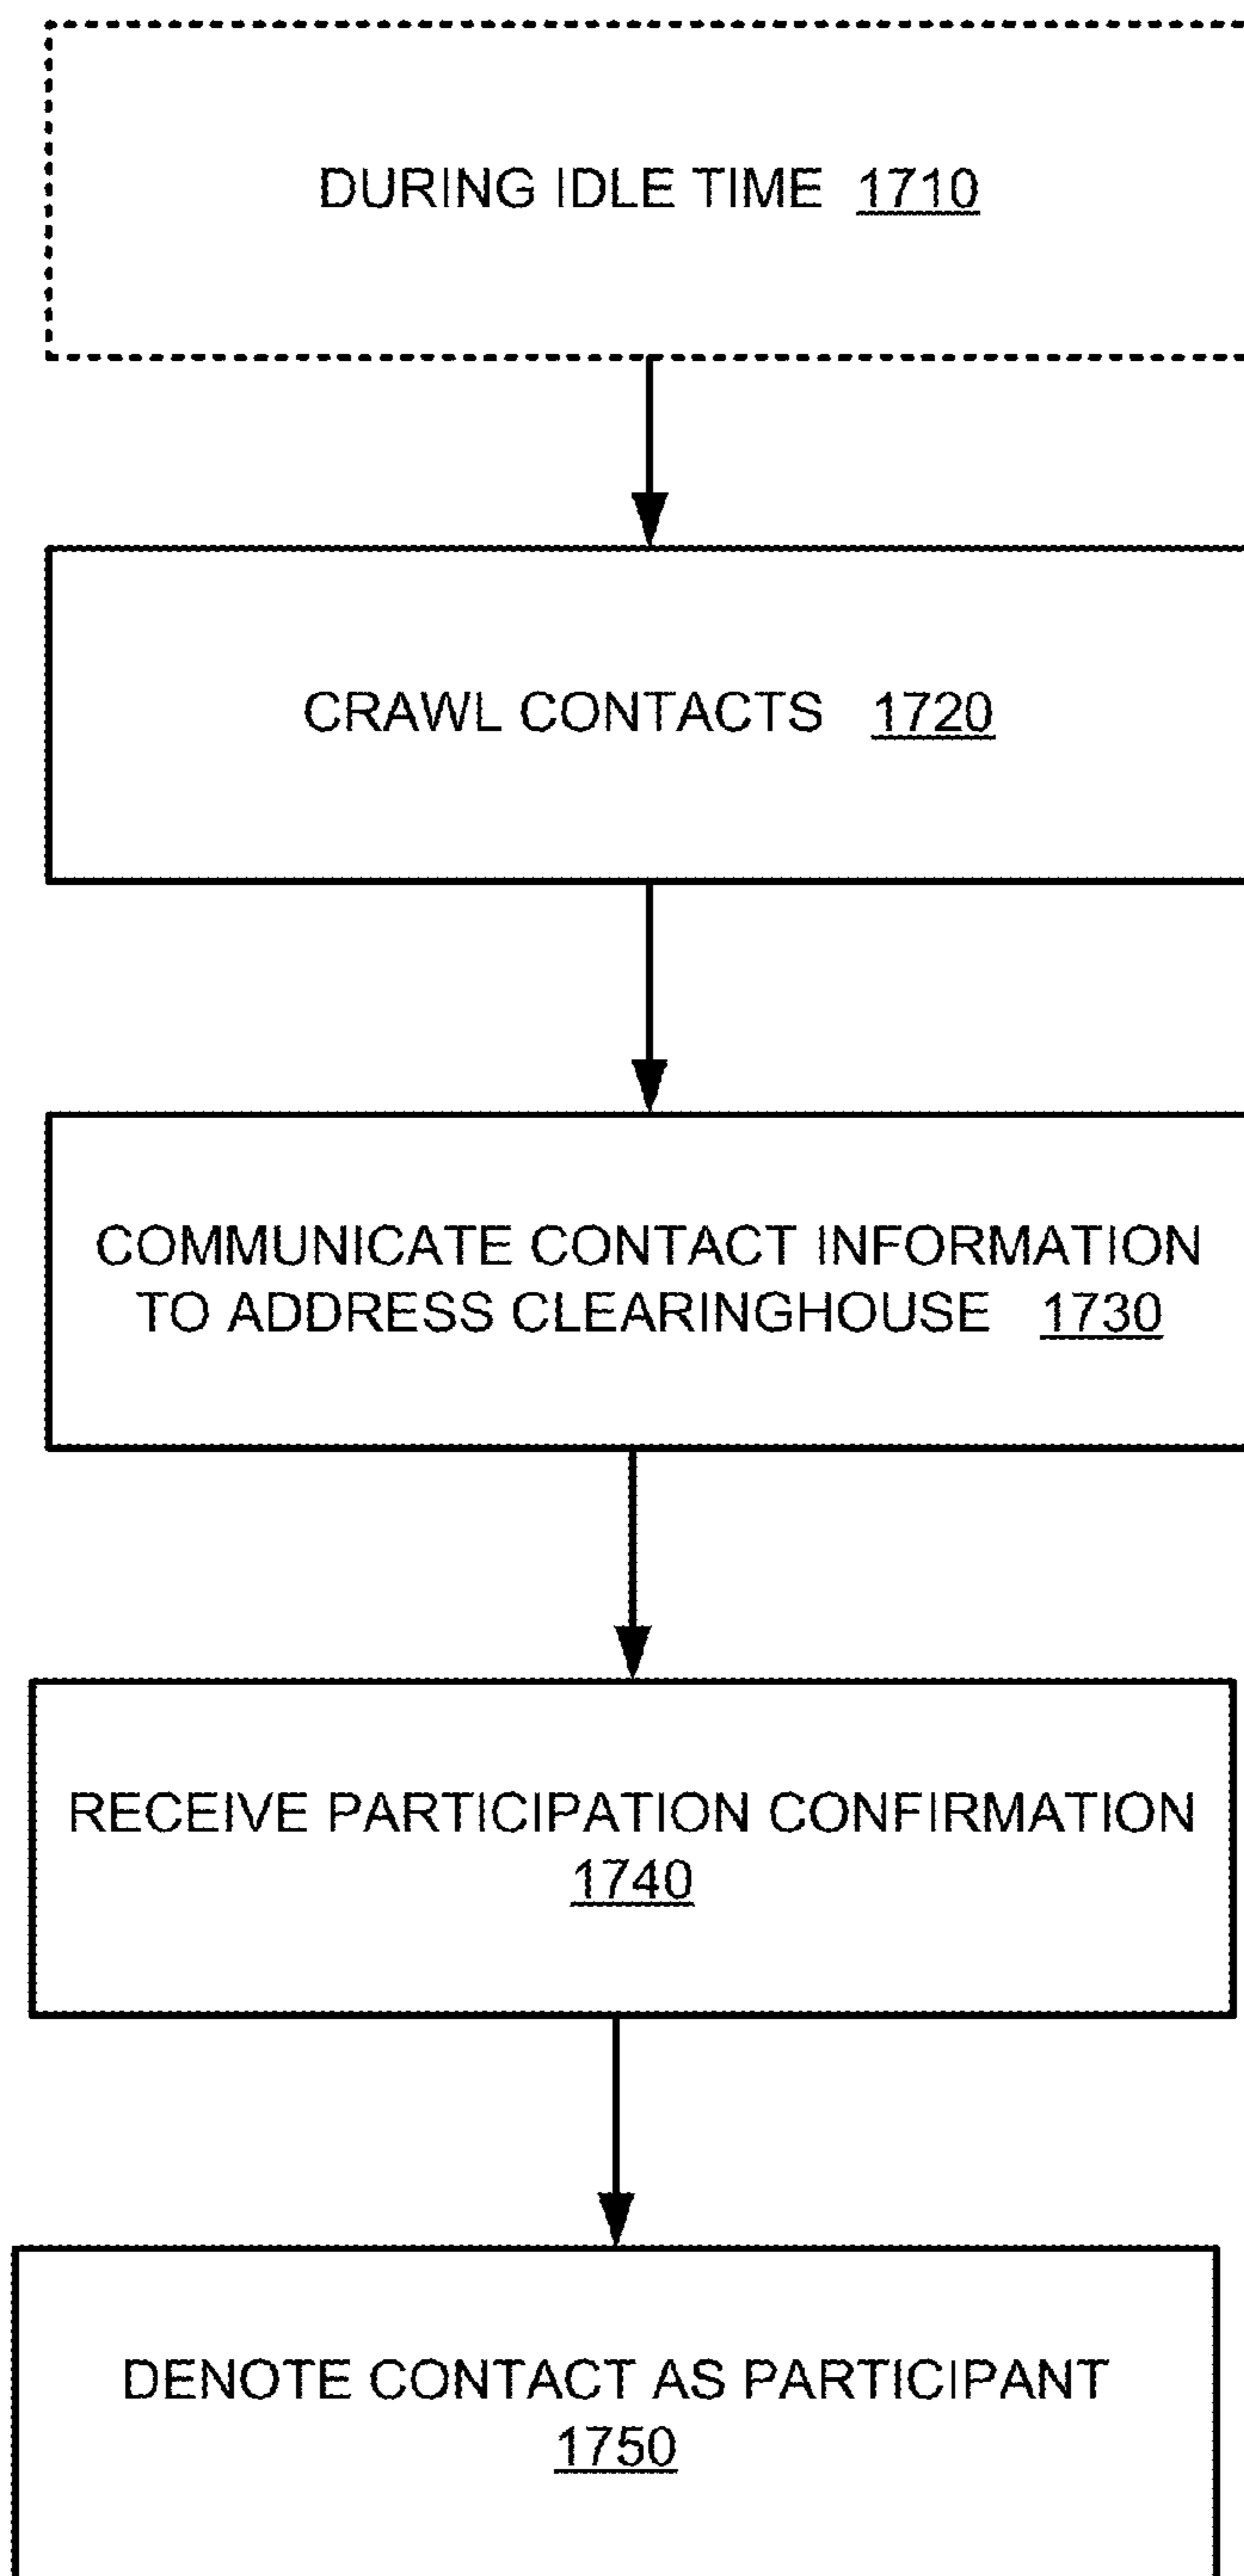 DURING IDLE TIME 1710
CRAWL CONTACTS 1720
COMMUNICATE CONTACT INFORMATION
TO ADDRESS CLEARINGHOUSE 1730
RECEIVE PARTICIPATION CONFIRMATION
1740
DENOTE CONTACT AS PARTICIPANT
1750